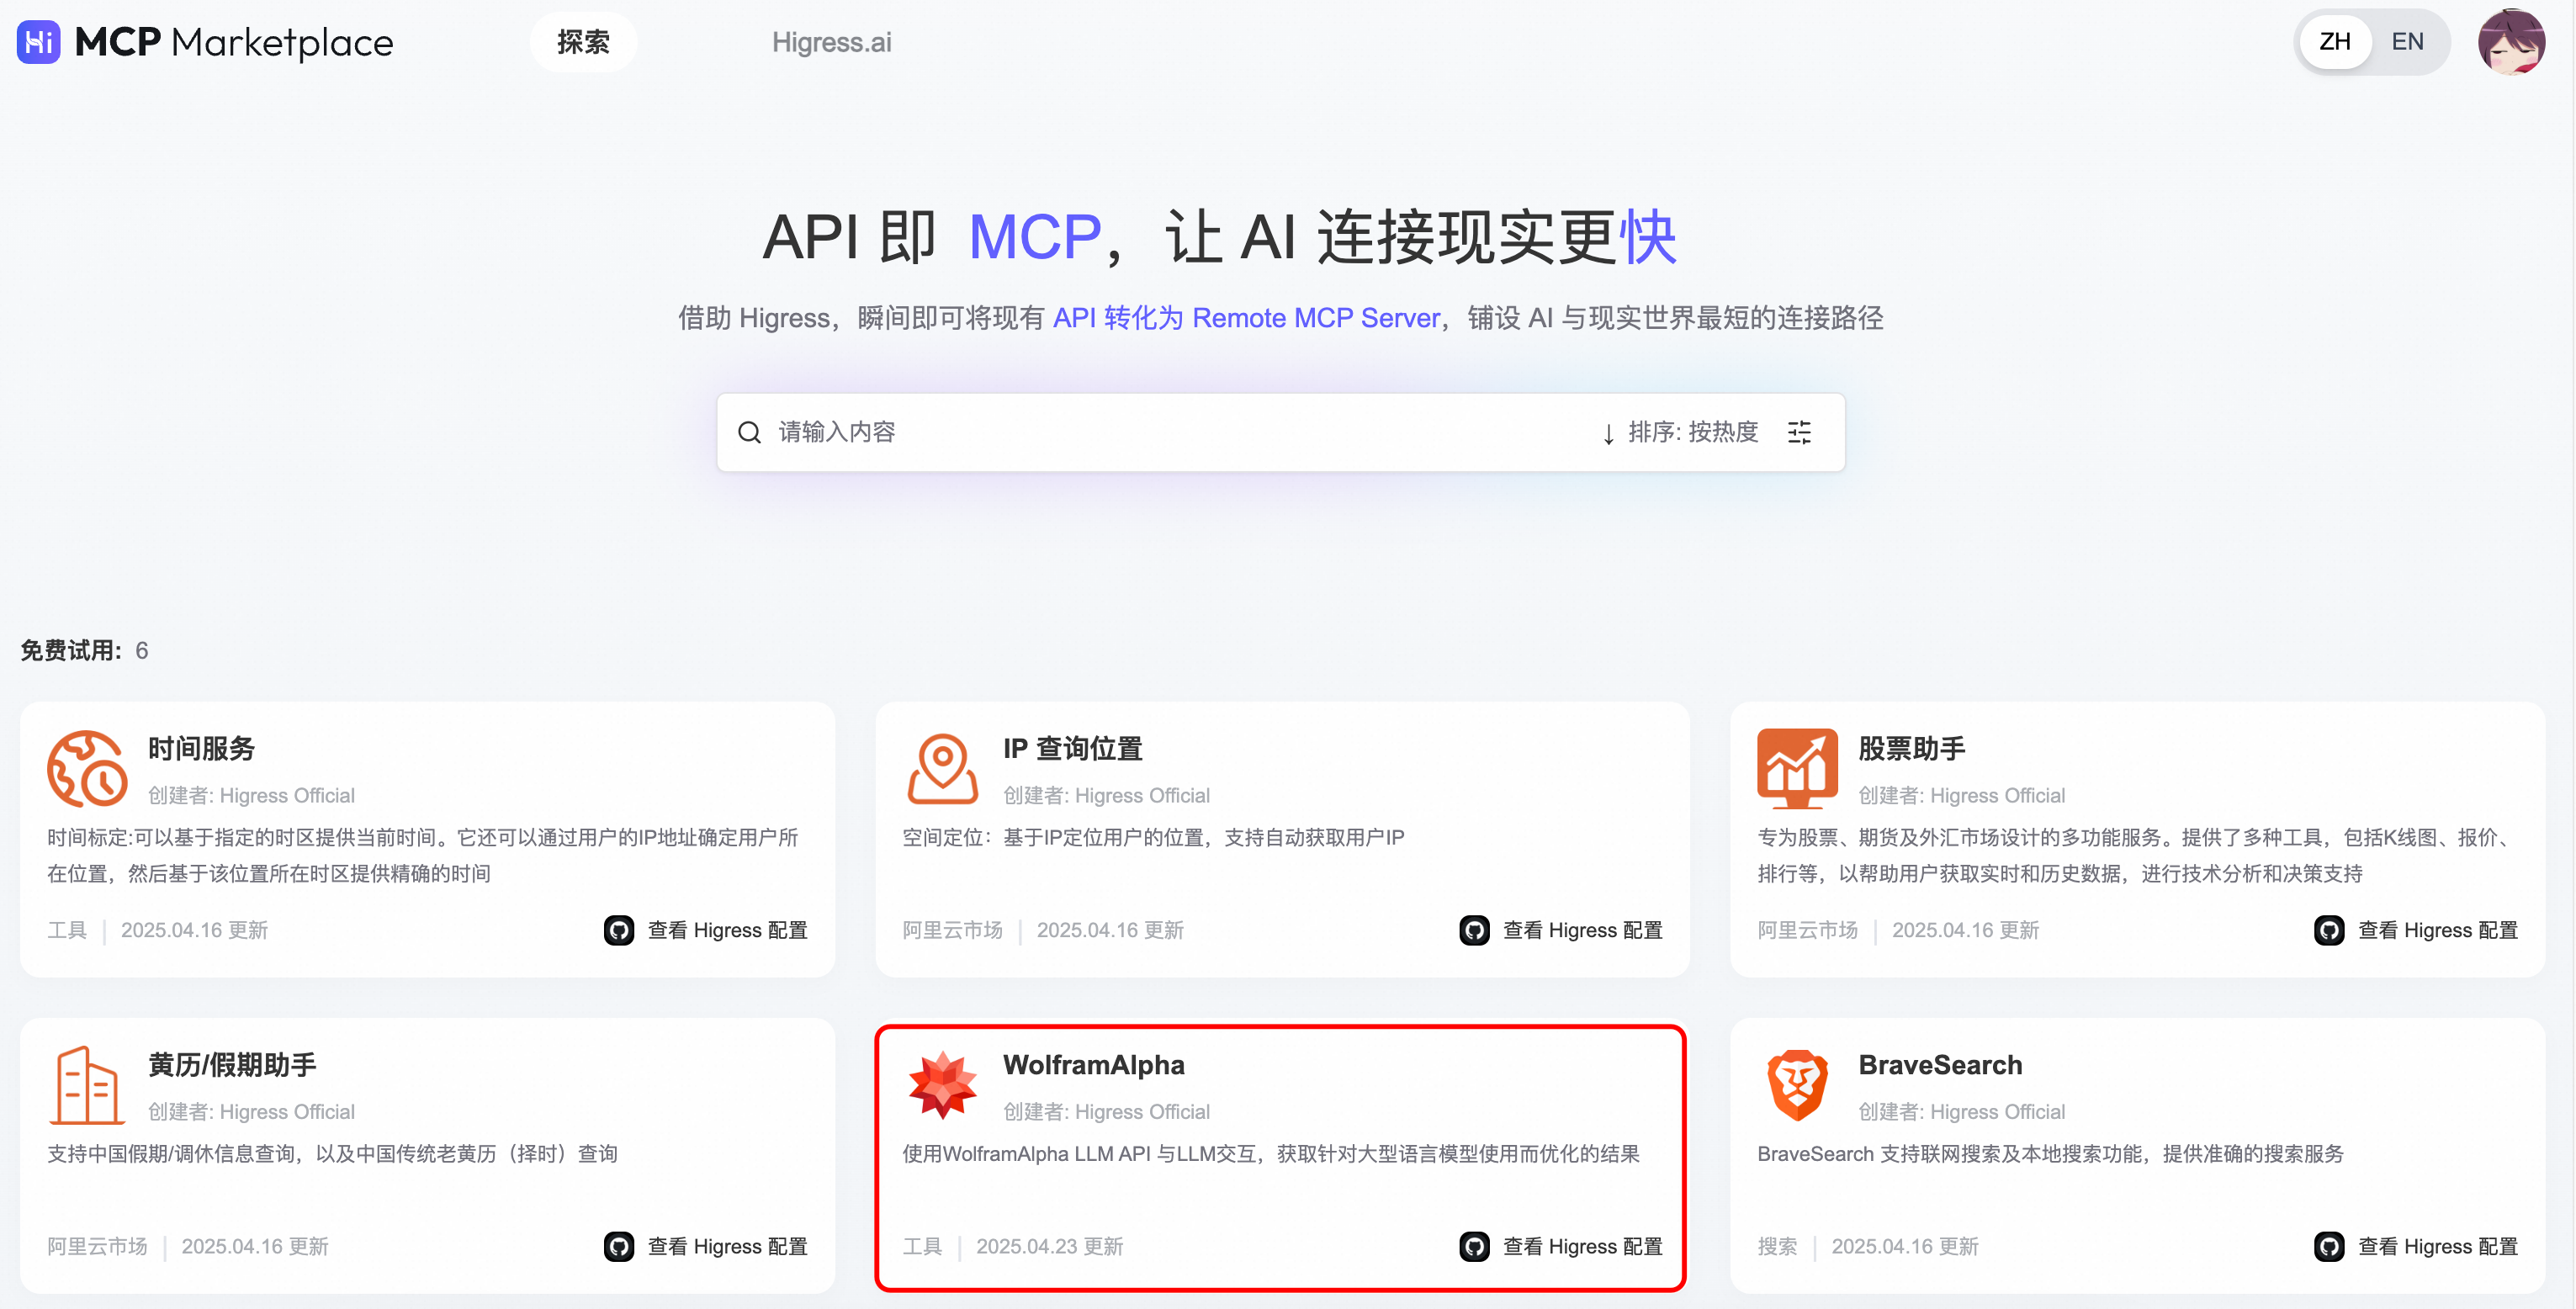 Hi MCP Marketplace 探索 Higress.ai ZH EN
API 即 MCP，让 AI 连接现实更快
借助 Higress，瞬间即可将现有 API 转化为 Remote MCP Server，铺设 AI 与现实世界最短的连接路径
请输入内容 ↓ 排序: 按热度
免费试用: 6
时间服务
创建者: Higress Official
时间标定:可以基于指定的时区提供当前时间。它还可以通过用户的IP地址确定用户所
在位置，然后基于该位置所在时区提供精确的时间
工具 | 2025.04.16 更新 查看 Higress 配置
IP 查询位置
创建者: Higress Official
空间定位：基于IP定位用户的位置，支持自动获取用户IP
阿里云市场 | 2025.04.16 更新 查看 Higress 配置
股票助手
创建者: Higress Official
专为股票、期货及外汇市场设计的多功能服务。提供了多种工具，包括K线图、报价、
排行等，以帮助用户获取实时和历史数据，进行技术分析和决策支持
阿里云市场 | 2025.04.16 更新 查看 Higress 配置
黄历/假期助手
创建者: Higress Official
支持中国假期/调休信息查询，以及中国传统老黄历（择时）查询
阿里云市场 | 2025.04.16 更新 查看 Higress 配置
WolframAlpha
创建者: Higress Official
使用WolframAlpha LLM API 与LLM交互，获取针对大型语言模型使用而优化的结果
工具 | 2025.04.23 更新 查看 Higress 配置
BraveSearch
创建者: Higress Official
BraveSearch 支持联网搜索及本地搜索功能，提供准确的搜索服务
搜索 | 2025.04.16 更新 查看 Higress 配置